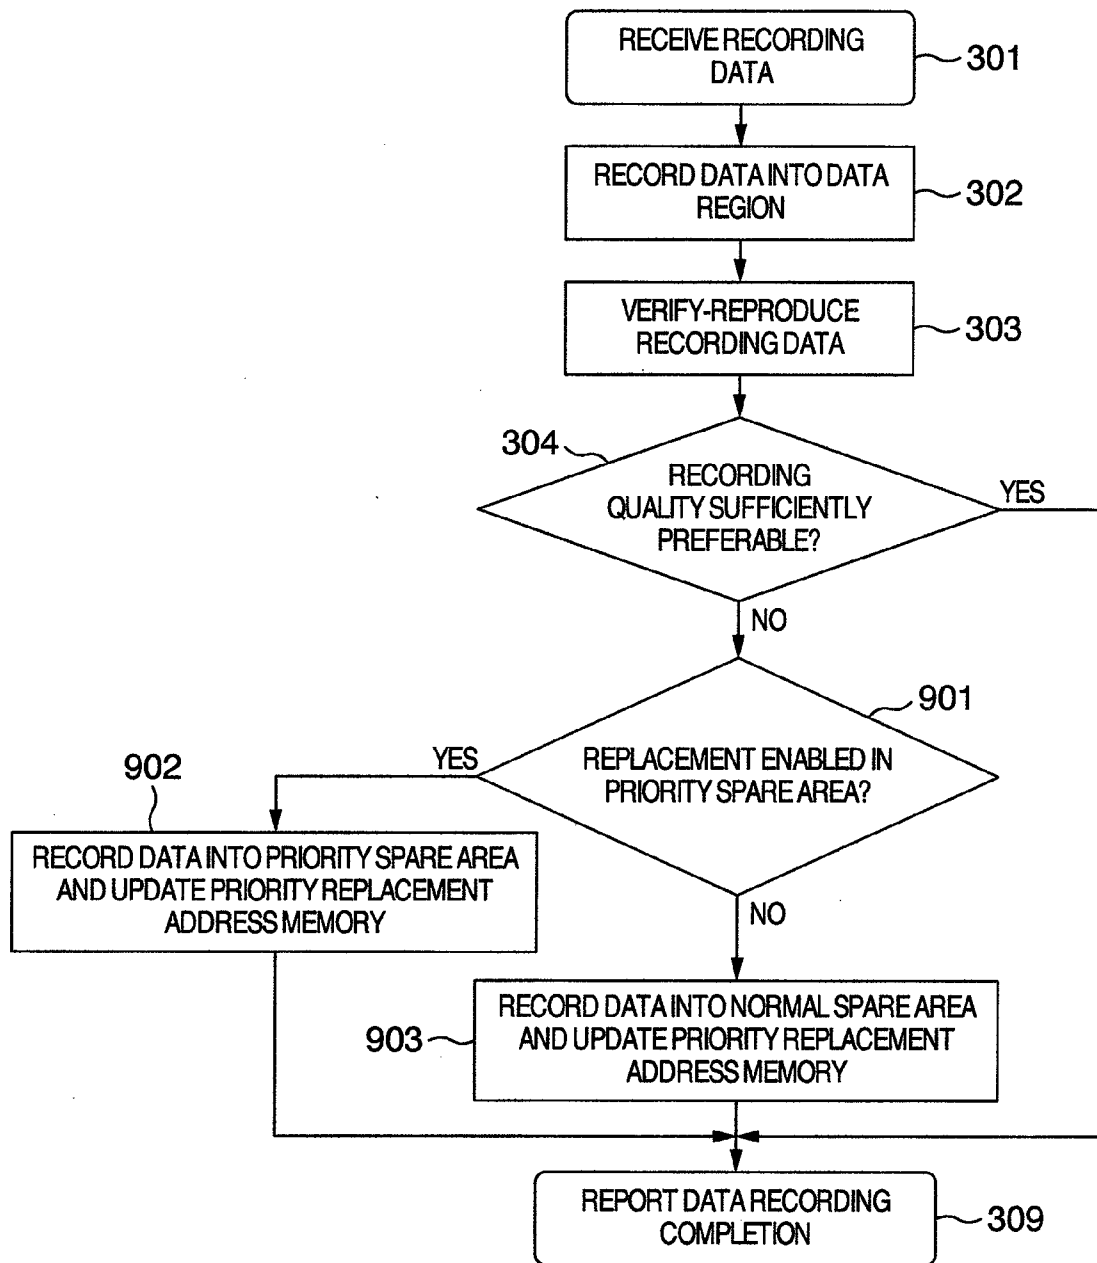 RECEIVE RECORDING
DATA
301
RECORD DATA INTO DATA
REGION
302
VERIFY-REPRODUCE
RECORDING DATA
303
304
RECORDING
QUALITY SUFFICIENTLY
PREFERABLE?
YES
NO
901
REPLACEMENT ENABLED IN
PRIORITY SPARE AREA?
YES
902
RECORD DATA INTO PRIORITY SPARE AREA
AND UPDATE PRIORITY REPLACEMENT
ADDRESS MEMORY
NO
RECORD DATA INTO NORMAL SPARE AREA
AND UPDATE PRIORITY REPLACEMENT
ADDRESS MEMORY
903
REPORT DATA RECORDING
COMPLETION
309